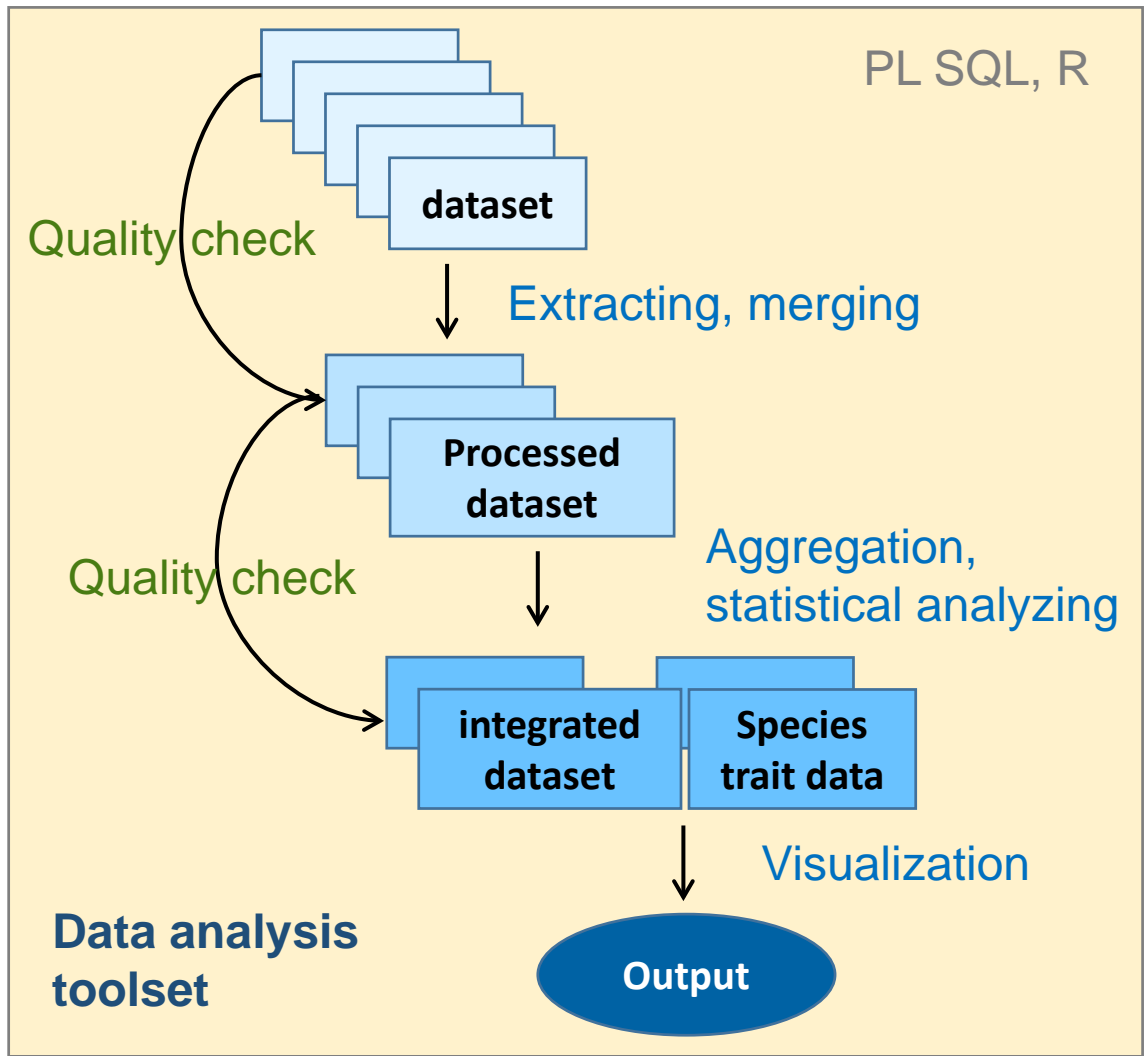 PL SQL, R
dataset
Quality check
Extracting, merging
Processed
dataset
Aggregation,
statistical analyzing
Quality check
integrated
dataset
Species
trait data
Visualization
Data analysis
toolset
Output